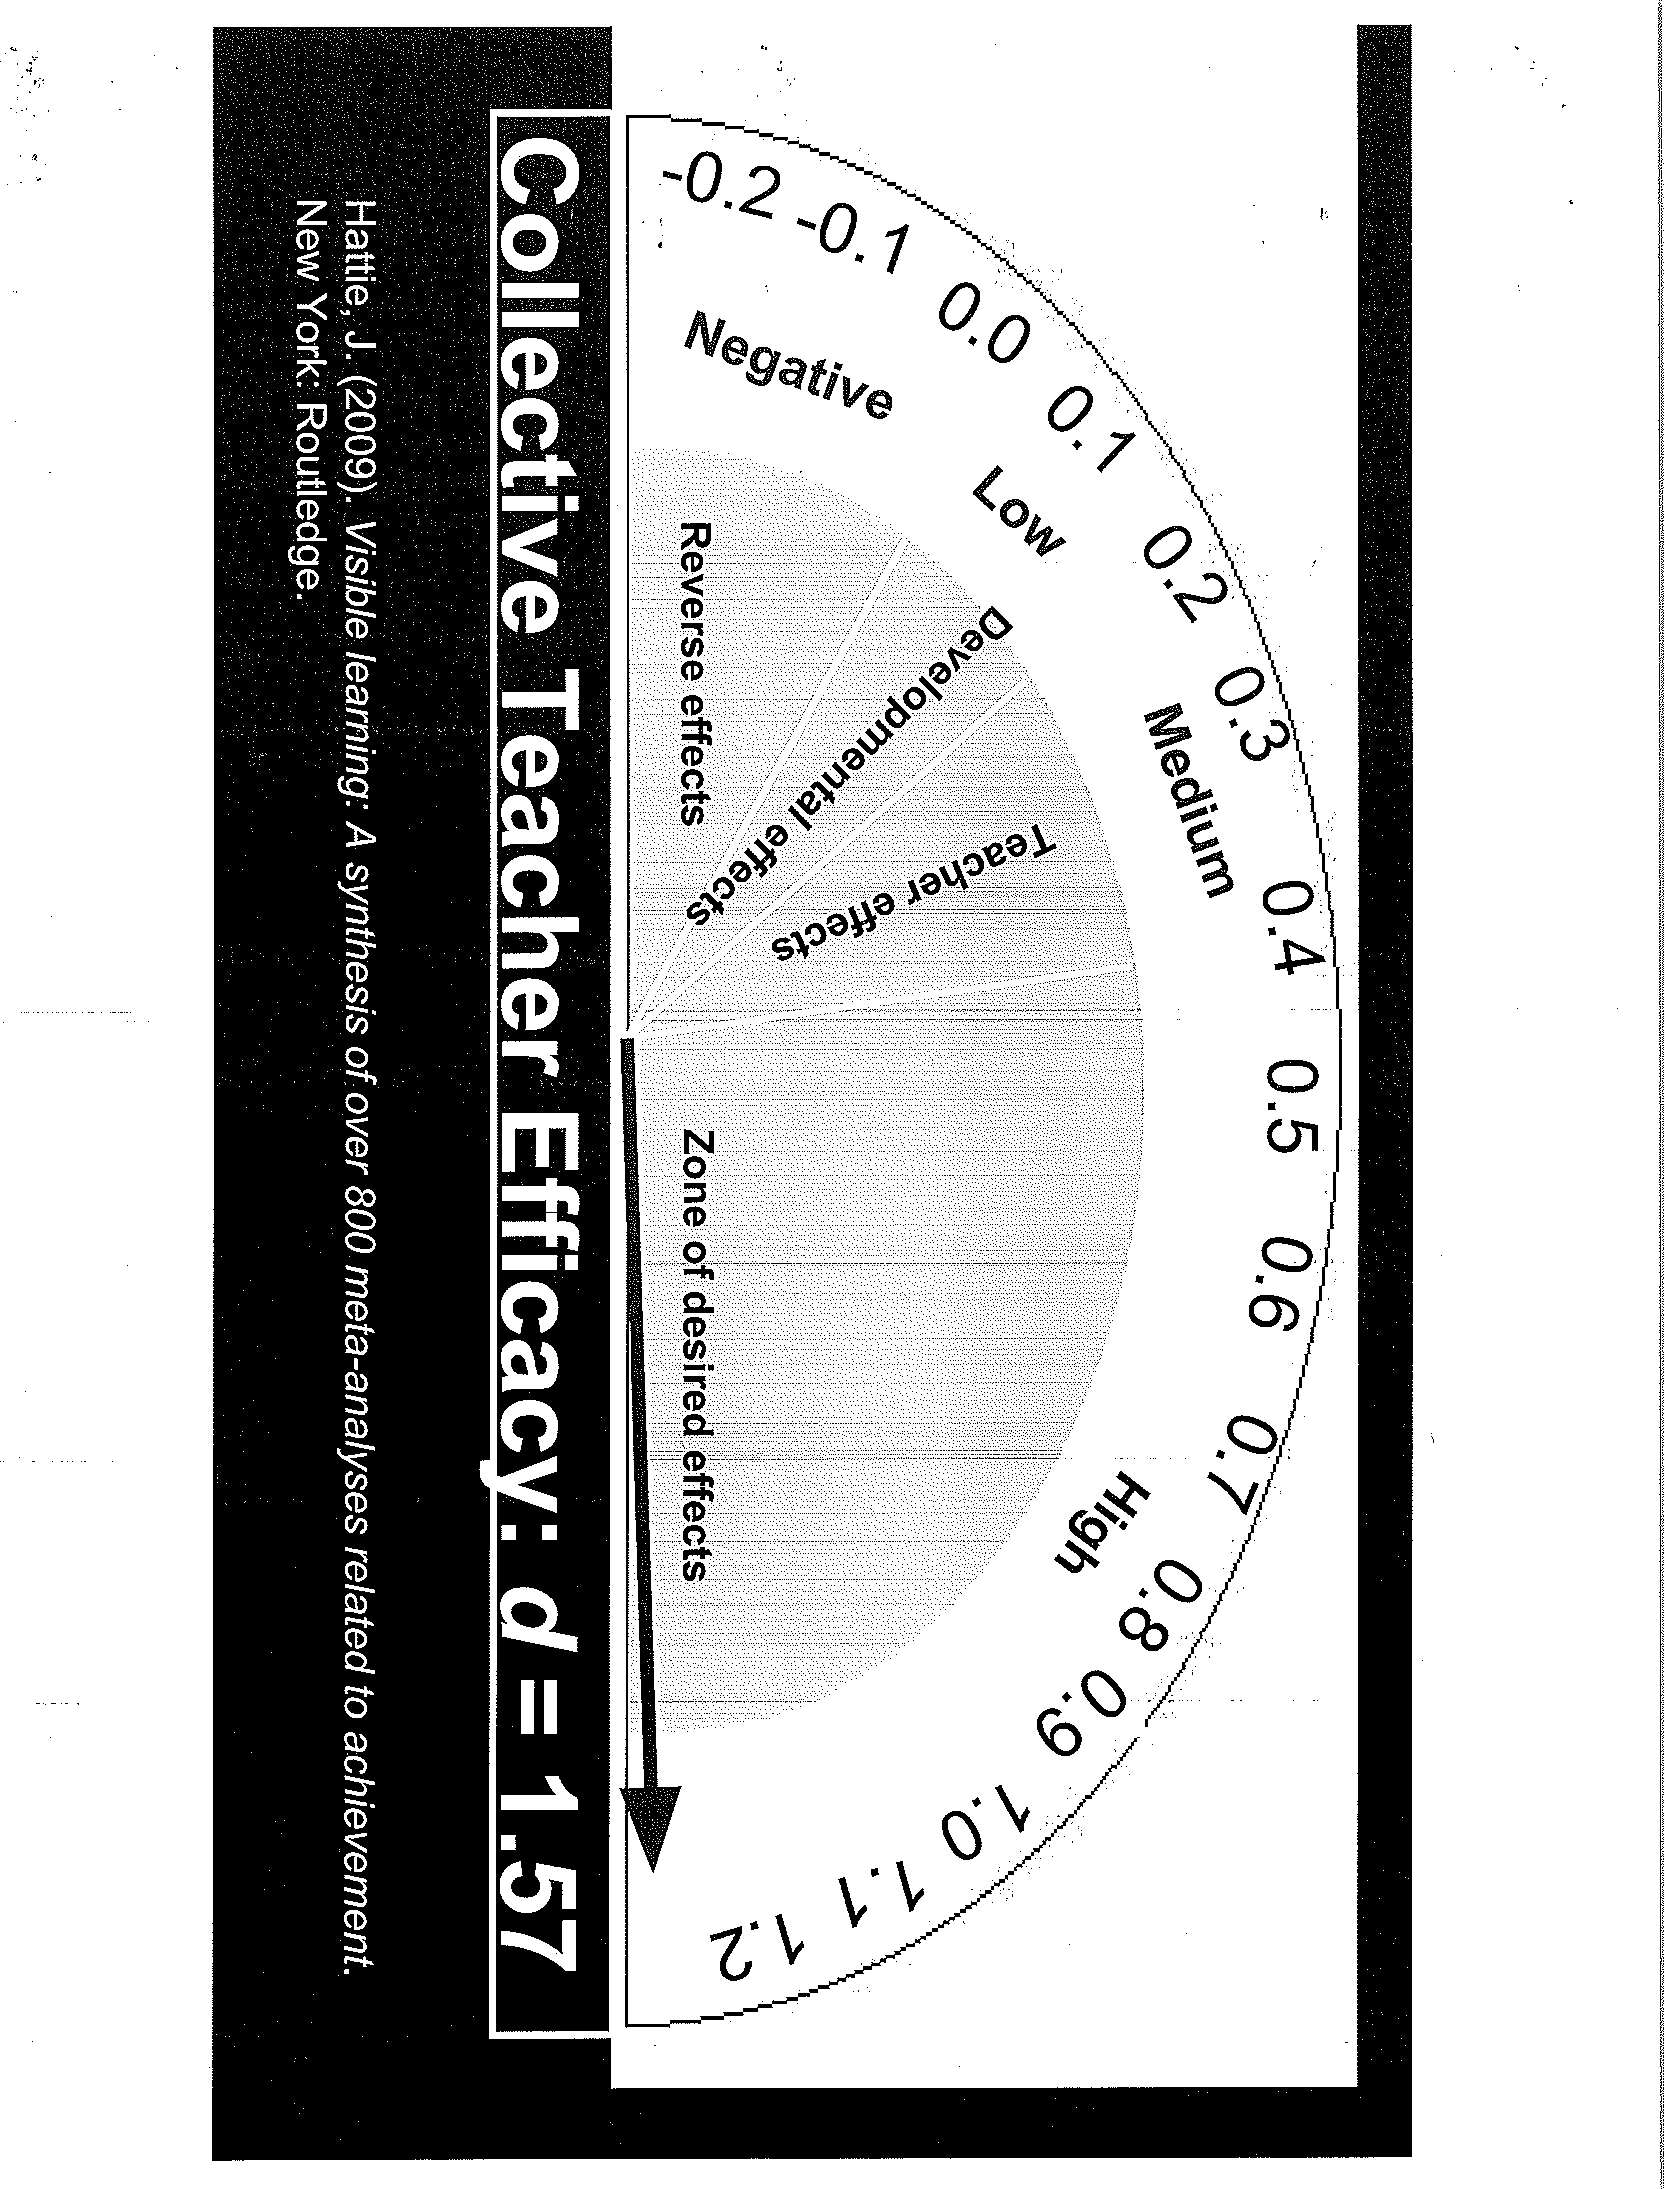 -0.2
-0.1
0.0
0.1
0.2
0.3
0.4
0.5
0.6
0.7
0.8
0.9
1.0
1.1
1.2
Negative
Low
Medium
High
Reverse effects
Developmental effects
Teacher effects
Zone of desired effects
Collective Teacher Efficacy: d = 1.57
Hattie, J. (2009). Visible learning: A synthesis of over 800 meta-analyses related to achievement.
New York: Routledge.